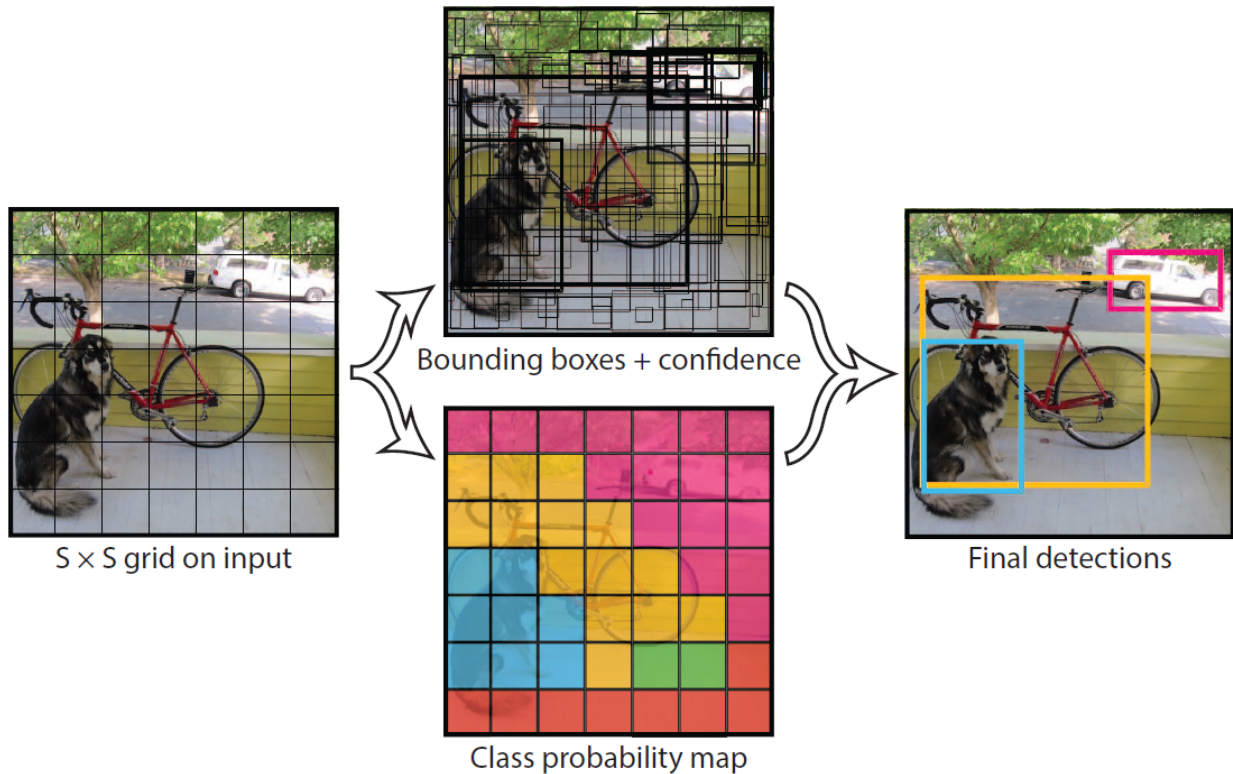 Bounding boxes + confidence
S × S grid on input
Final detections
Class probability map